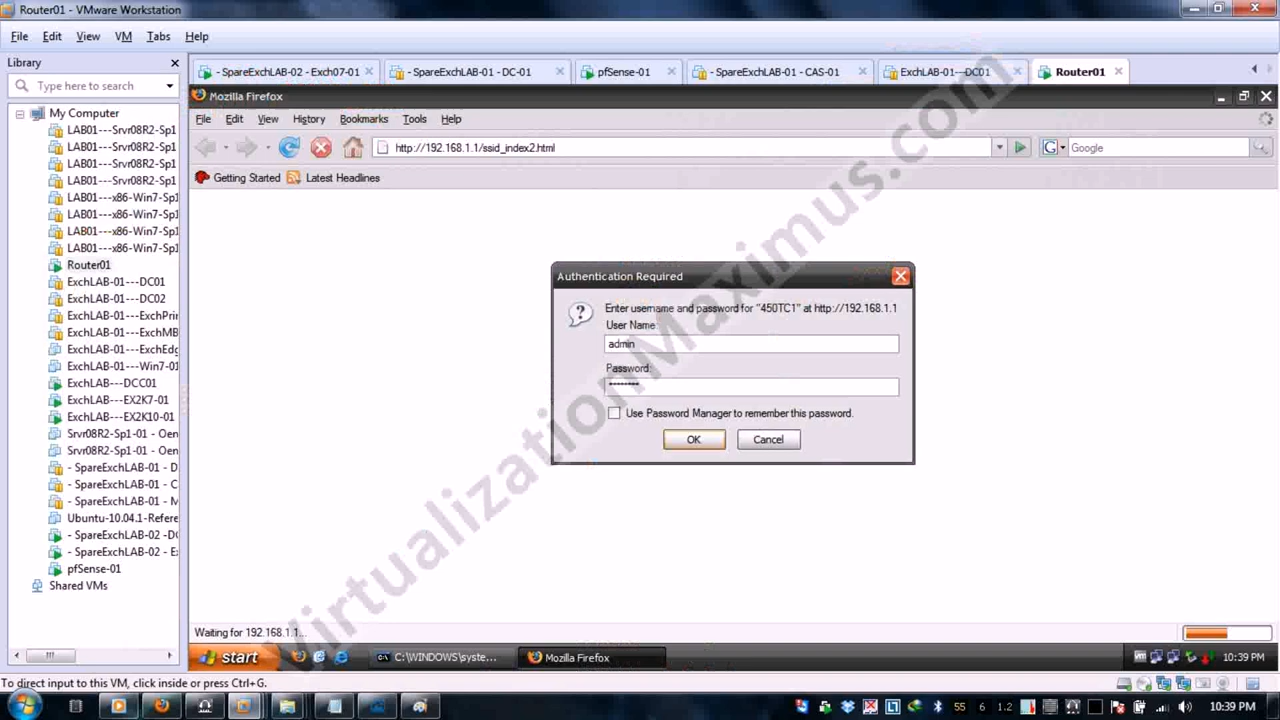 Router01 - VMware Workstation
File Edit View VM Tabs Help
Library
Type here to search
- SpareExchLAB-02 - Exch07-01
- SpareExchLAB-01 - DC-01
pfSense-01
- SpareExchLAB-01 - CAS-01
ExchLAB-01---DC01
Router01
My Computer
LAB01---Srvr08R2-Sp1
LAB01---Srvr08R2-Sp1
LAB01---Srvr08R2-Sp1
LAB01---Srvr08R2-Sp1
LAB01---x86-Win7-Sp1
LAB01---x86-Win7-Sp1
LAB01---x86-Win7-Sp1
LAB01---x86-Win7-Sp1
Router01
ExchLAB-01---DC01
ExchLAB-01---DC02
ExchLAB-01---ExchPri
ExchLAB-01---ExchMB
ExchLAB-01---ExchEdg
ExchLAB-01---Win7-01
ExchLAB---DCC01
ExchLAB---EX2K7-01
ExchLAB---EX2K10-01
Srvr08R2-Sp1-01 - Oen
Srvr08R2-Sp1-01 - Oen
- SpareExchLAB-01 - D
- SpareExchLAB-01 - C
- SpareExchLAB-01 - M
Ubuntu-10.04.1-Refere
- SpareExchLAB-02 -DC
- SpareExchLAB-02 - E
pfSense-01
Shared VMs
Mozilla Firefox
File Edit View History Bookmarks Tools Help
http://192.168.1.1/ssid_index2.html
Google
Getting Started Latest Headlines
Authentication Required
Enter username and password for "450TC1" at http://192.168.1.1
User Name:
admin
Password:
********
Use Password Manager to remember this password.
OK Cancel
VirtualizationMaximus.com
Waiting for 192.168.1.1...
start C:\WINDOWS\syste... Mozilla Firefox 10:39 PM
To direct input to this VM, click inside or press Ctrl+G.
55 6 1.2 10:39 PM